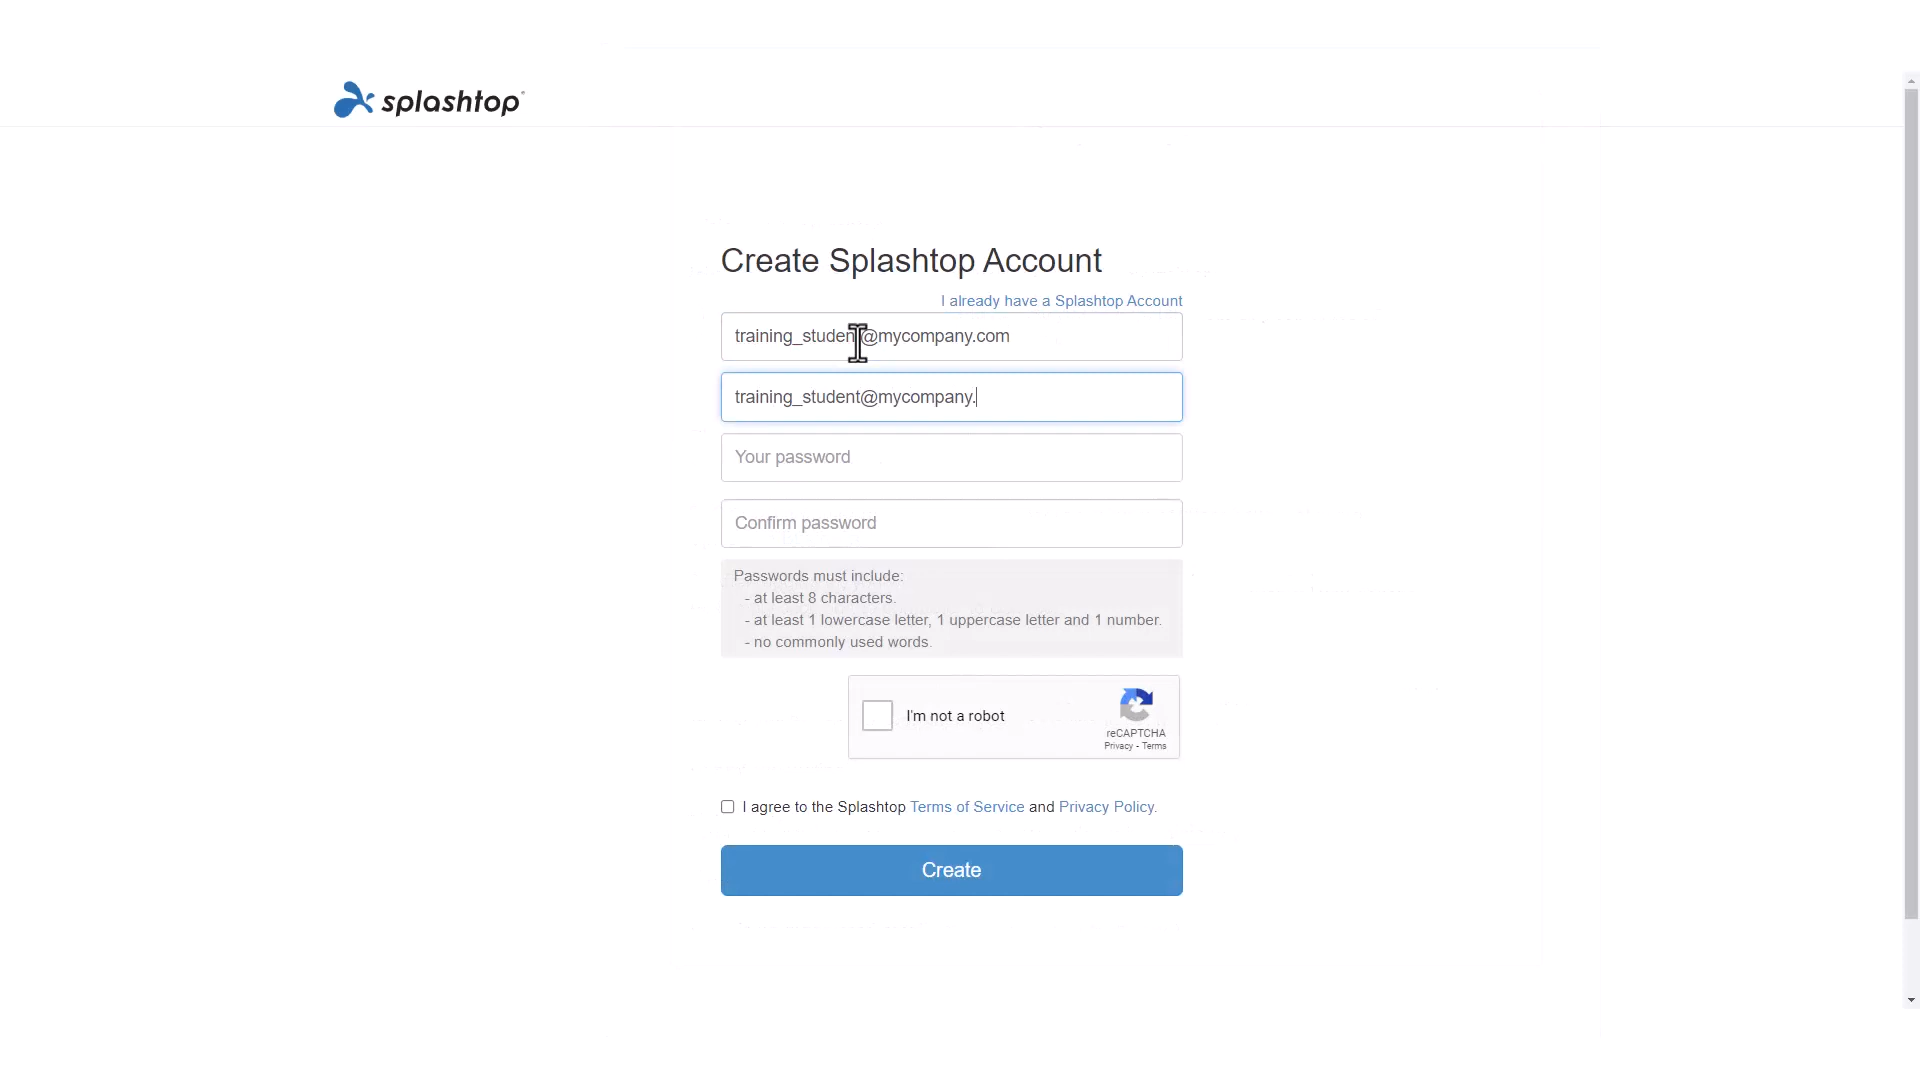 splashtop
Create Splashtop Account
I already have a Splashtop Account
training_student@mycompany.com
training_student@mycompany.
Your password
Confirm password
Passwords must include:
- at least 8 characters.
- at least 1 lowercase letter, 1 uppercase letter and 1 number.
- no commonly used words.
I'm not a robot
reCAPTCHA
Privacy - Terms
I agree to the Splashtop Terms of Service and Privacy Policy.
Create